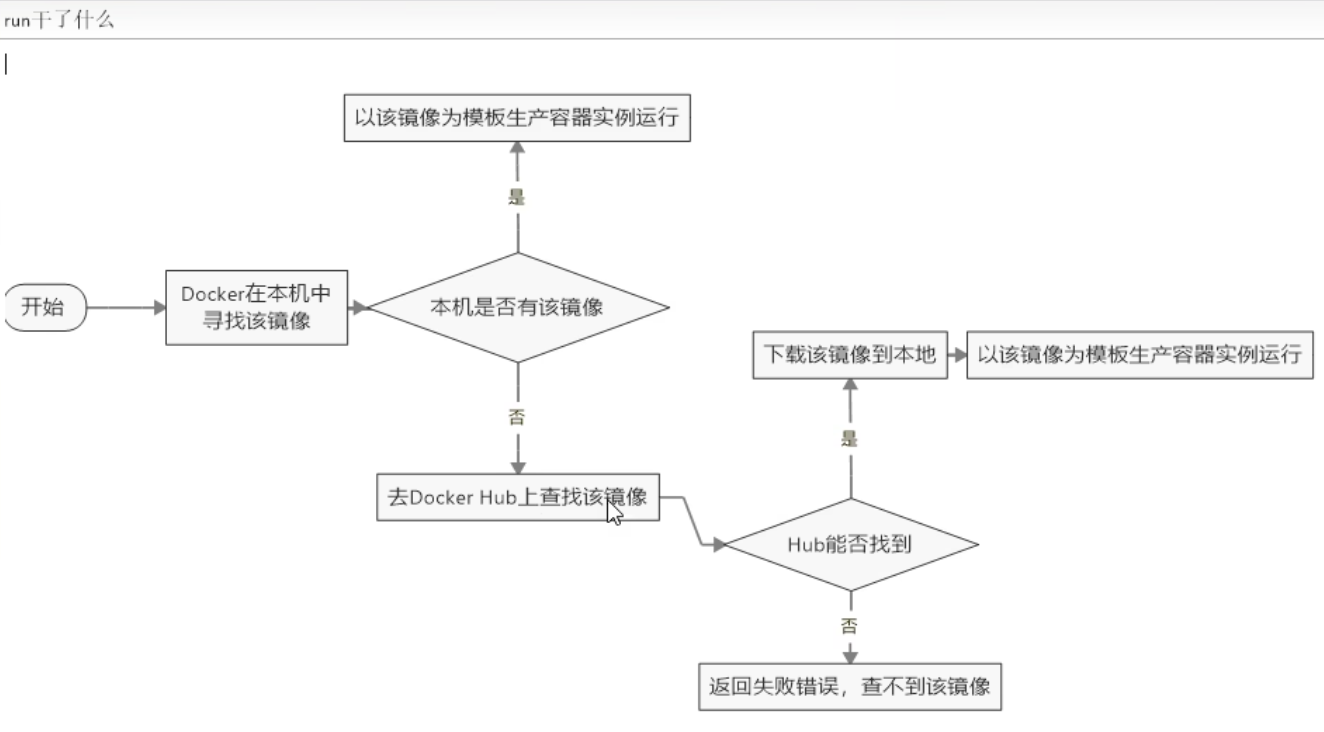 run干了什么
以该镜像为模板生产容器实例运行
是
开始
Docker在本机中
寻找该镜像
本机是否有该镜像
否
去Docker Hub上查找该镜像
下载该镜像到本地
以该镜像为模板生产容器实例运行
是
Hub能否找到
否
返回失败错误，查不到该镜像